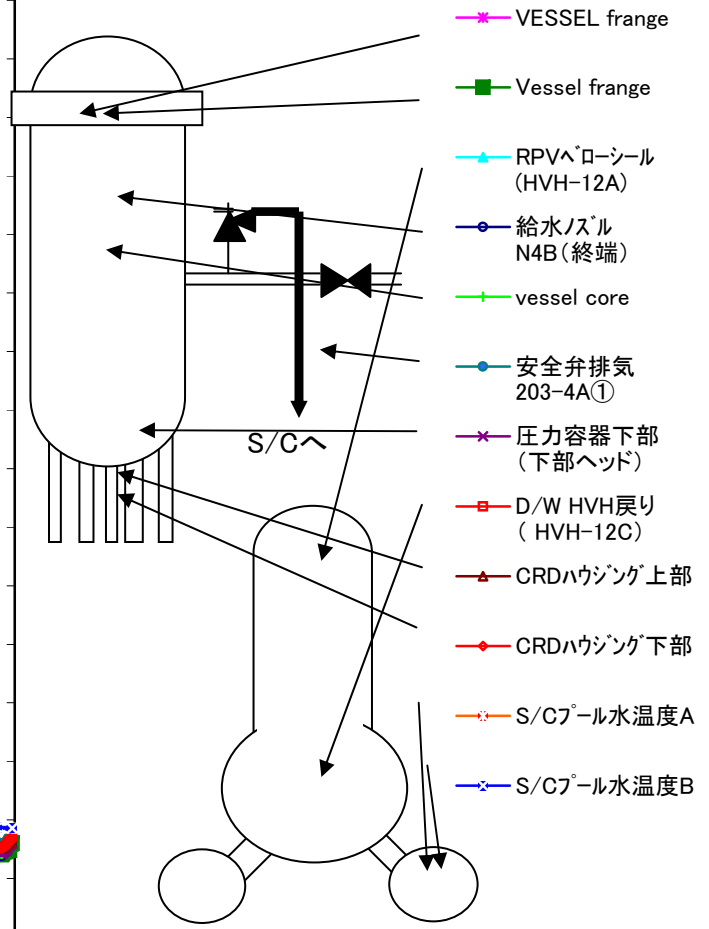 VESSEL frange
Vessel frange
RPVベローシール
(HVH-12A)
給水ノズル
N4B(終端)
vessel core
安全弁排気
203-4A①
圧力容器下部
(下部ヘッド)
D/W HVH戻り
( HVH-12C)
CRDハウジング上部
CRDハウジング下部
S/Cプール水温度A
S/Cプール水温度B
S/Cへ